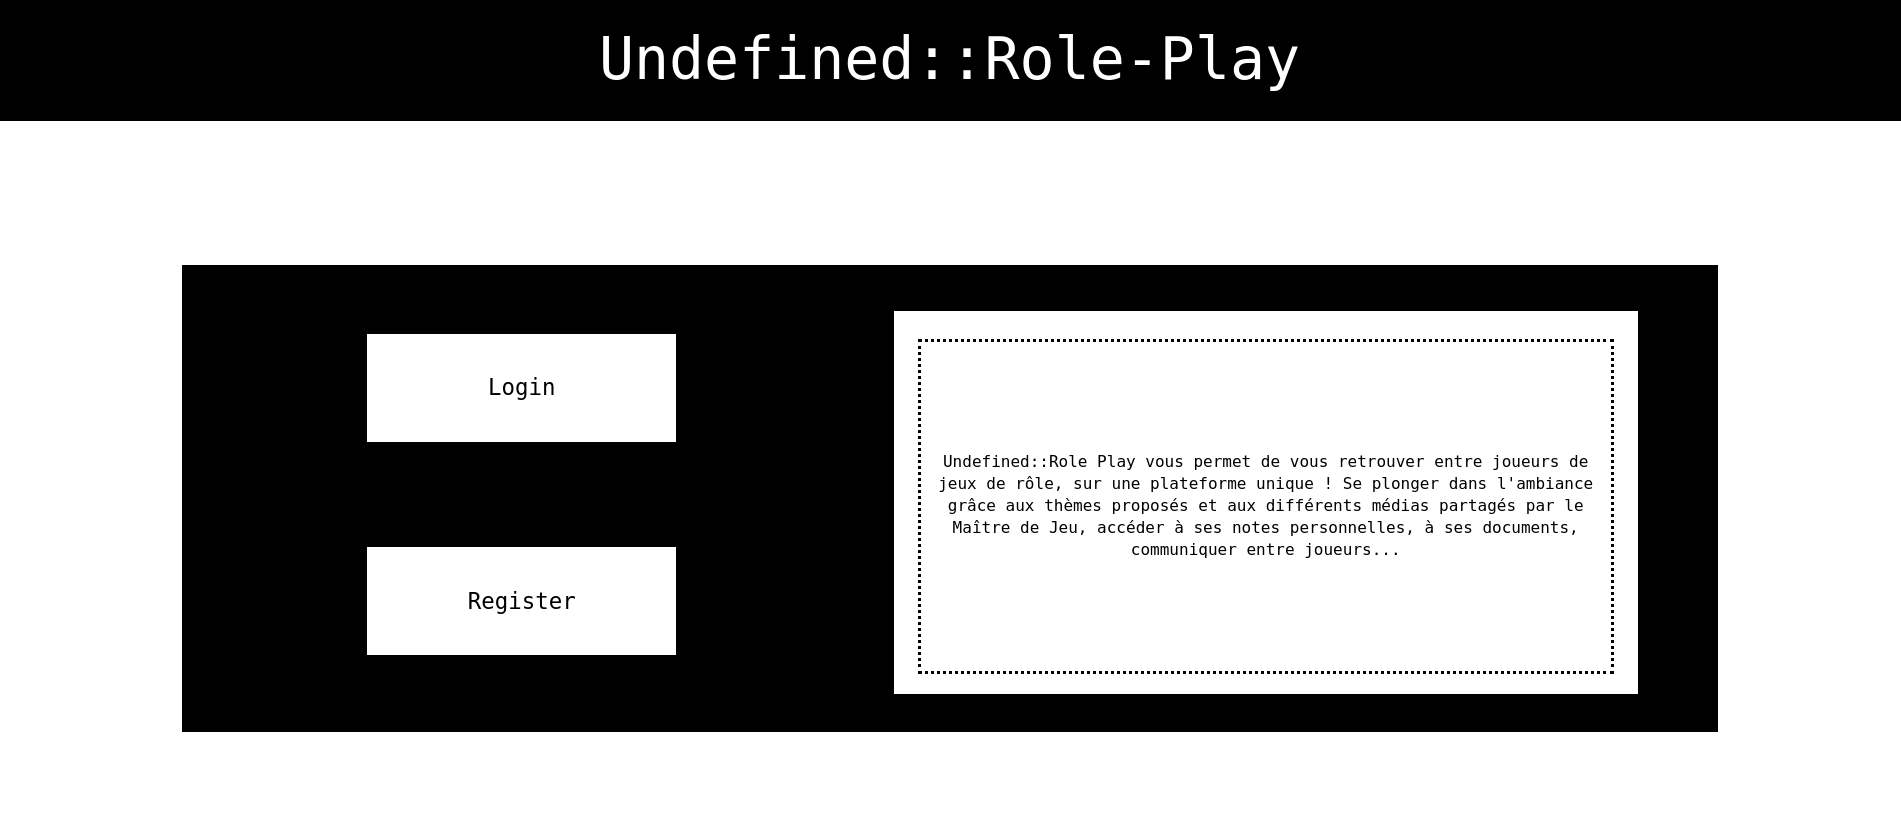 Undefined::Role-Play
Login
Register
Undefined::Role Play vous permet de vous retrouver entre joueurs de
jeux de rôle, sur une plateforme unique ! Se plonger dans l'ambiance
grâce aux thèmes proposés et aux différents médias partagés par le
Maître de Jeu, accéder à ses notes personnelles, à ses documents,
communiquer entre joueurs...